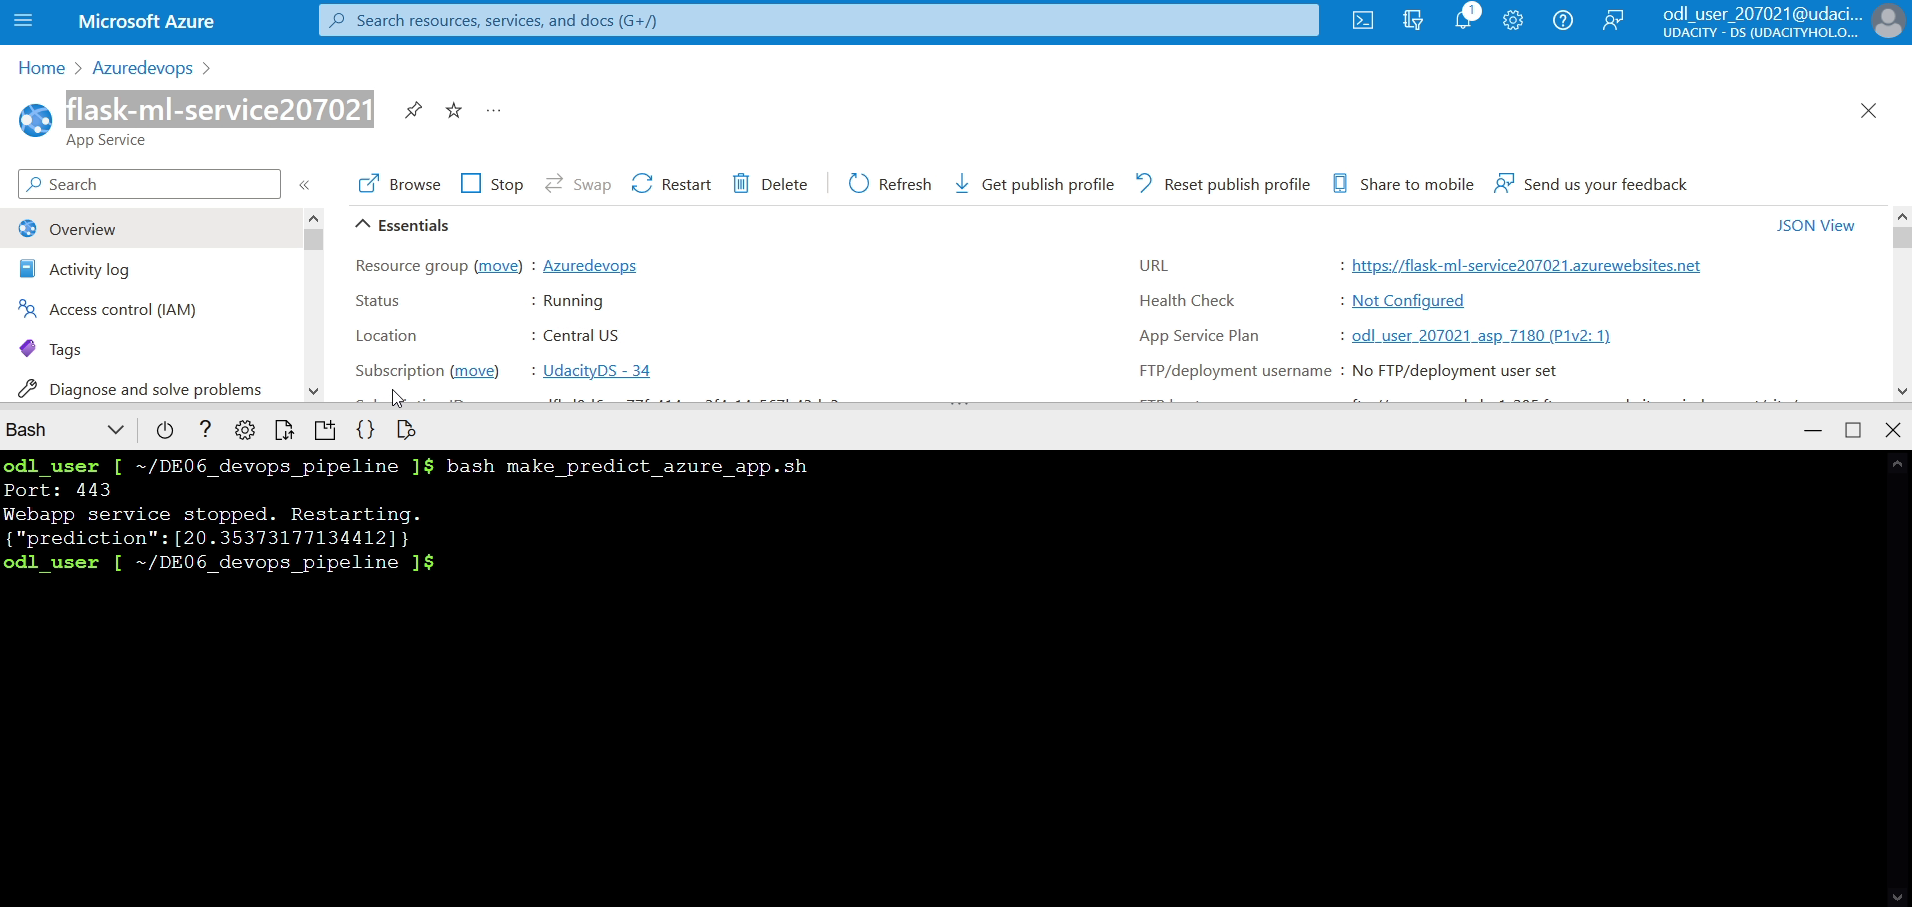 Microsoft Azure
Search resources, services, and docs (G+/)
1
odl_user_207021@udaci...
UDACITY - DS (UDACITYHOL.O...
Home > Azuredevops >
flask-ml-service207021
App Service
Search
Browse Stop Swap Restart Delete Refresh Get publish profile Reset publish profile Share to mobile Send us your feedback
Overview
Activity log
Access control (IAM)
Tags
Diagnose and solve problems
Essentials
JSON View
Resource group (move) : Azuredevops
Status : Running
Location : Central US
Subscription (move) : UdacityDS - 34
URL : https://flask-ml-service207021.azurewebsites.net
Health Check : Not Configured
App Service Plan : odl_user_207021_asp_7180 (P1v2: 1)
FTP/deployment username : No FTP/deployment user set
Bash
odl_user [ ~/DE06_devops_pipeline ]$ bash make_predict_azure_app.sh
Port: 443
Webapp service stopped. Restarting.
{"prediction":[20.35373177134412]}
odl_user [ ~/DE06_devops_pipeline ]$